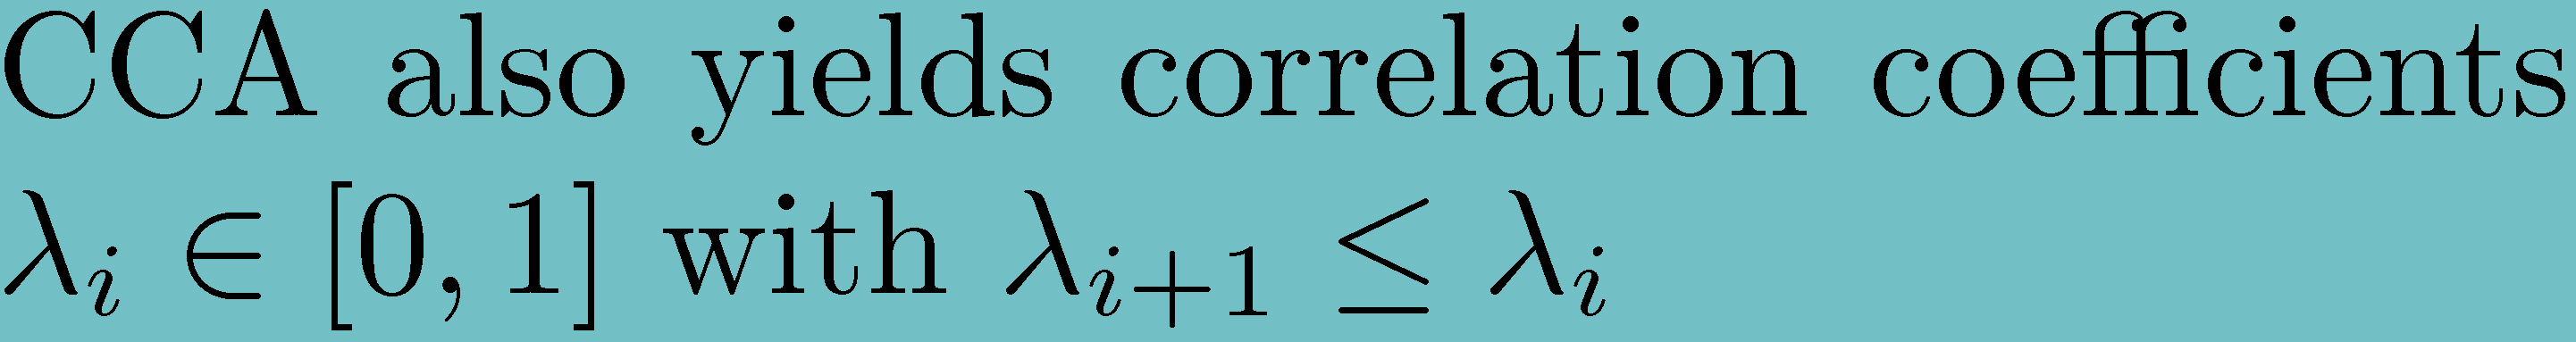 CCA also yields correlation coefficients
λ_i ∈ [0, 1] with λ_{i+1} ≤ λ_i